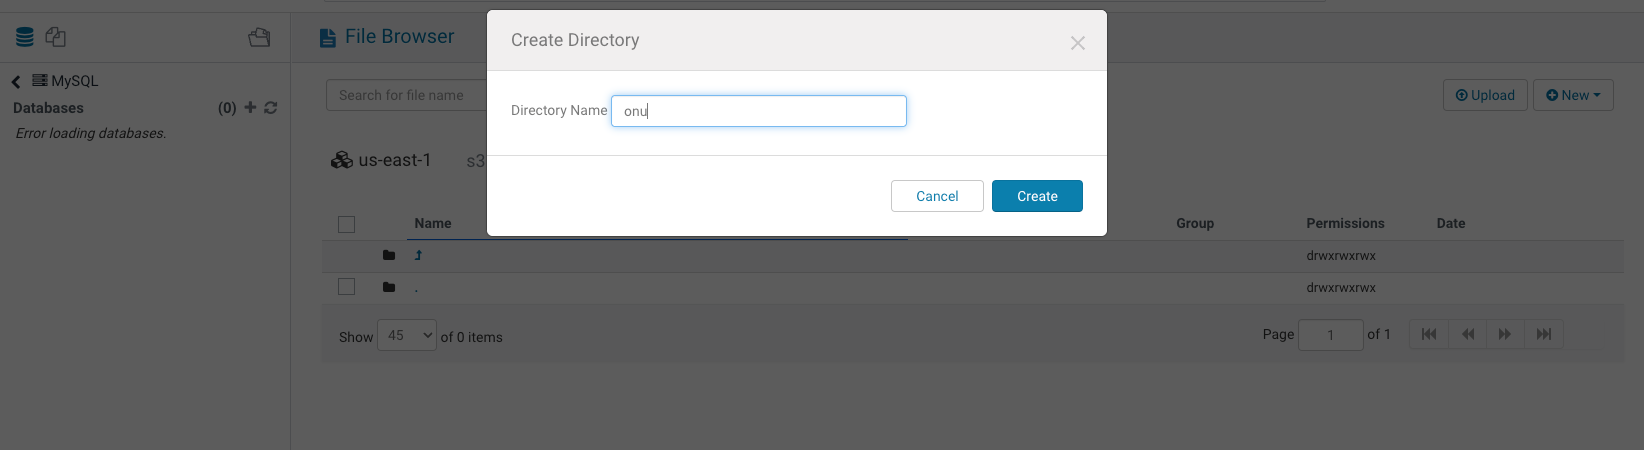 Create Directory
File Browser
MySQL
Databases (0)
Error loading databases.
Search for file name
Directory Name onu
Upload New
us-east-1 s3
Cancel Create
Name Group Permissions Date
drwxrwxrwx
. drwxrwxrwx
Show 45 of 0 items Page 1 of 1